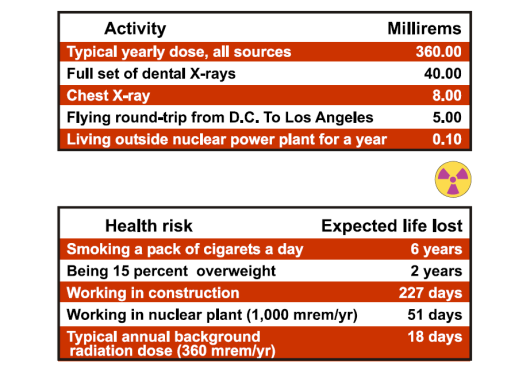 Activity Millirems
Typical yearly dose, all sources 360.00
Full set of dental X-rays 40.00
Chest X-ray 8.00
Flying round-trip from D.C. To Los Angeles 5.00
Living outside nuclear power plant for a year 0.10
Health risk Expected life lost
Smoking a pack of cigarets a day 6 years
Being 15 percent overweight 2 years
Working in construction 227 days
Working in nuclear plant (1,000 mrem/yr) 51 days
Typical annual background 18 days
radiation dose (360 mrem/yr)